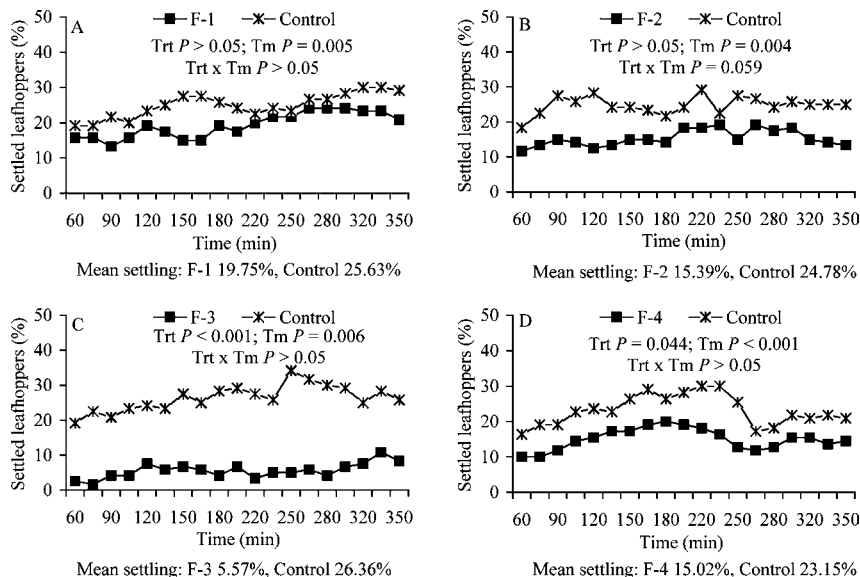 A
F-1 Control
Trt P > 0.05; Tm P = 0.005
Trt x Tm P > 0.05
Settled leafhoppers (%)
50
40
30
20
10
0
60 90 120 150 180 220 250 280 320 350
Time (min)
Mean settling: F-1 19.75%, Control 25.63%
B
F-2 Control
Trt P > 0.05; Tm P = 0.004
Trt x Tm P = 0.059
Settled leafhoppers (%)
50
40
30
20
10
0
60 90 120 150 180 220 250 280 320 350
Time (min)
Mean settling: F-2 15.39%, Control 24.78%
C
F-3 Control
Trt P < 0.001; Tm P = 0.006
Trt x Tm P > 0.05
Settled leafhoppers (%)
50
40
30
20
10
0
60 90 120 150 180 220 250 280 320 350
Time (min)
Mean settling: F-3 5.57%, Control 26.36%
D
F-4 Control
Trt P = 0.044; Tm P < 0.001
Trt x Tm P > 0.05
Settled leafhoppers (%)
50
40
30
20
10
0
60 90 120 150 180 220 250 280 320 350
Time (min)
Mean settling: F-4 15.02%, Control 23.15%